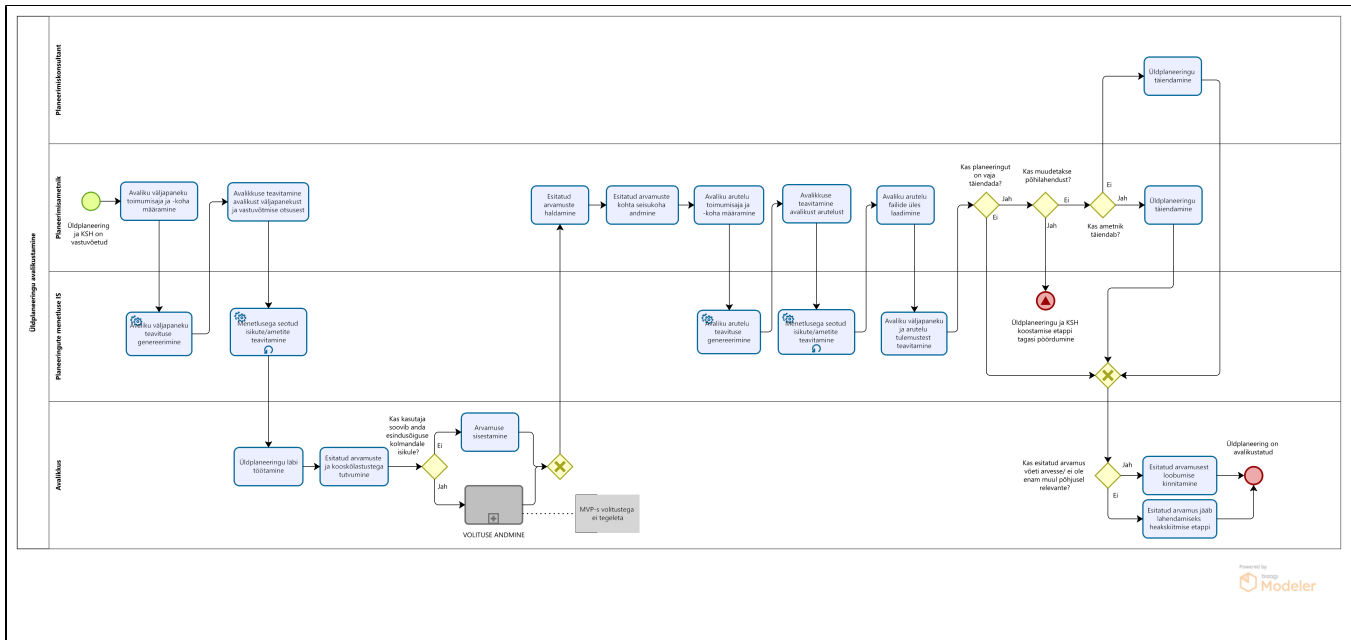 Üldplaneeringu avalikustamine
Planeerimiskonsultant
Üldplaneeringu
täiendamine
Planeerimisametnik
Üldplaneering
ja KSH on
vastuvõetud
Avaliku väljapaneku
toimumisaja ja -koha
määramine
Avalikkuse teavitamine
avalikust väljapanekust
ja vastuvõtmise otsusest
Esitatud
arvamuste
haldamine
Esitatud arvamuste
kohta seisukoha
andmine
Avaliku arutelu
toimumisaja ja
-koha määramine
Avalikkuse
teavitamine
avalikust arutelust
Avaliku arutelu
failide üles
laadimine
Kas planeeringut
on vaja
täiendada?
Jah
Ei
Kas muudetakse
põhilahendust?
Ei
Jah
Kas ametnik
täiendab?
Ei
Jah
Üldplaneeringu
täiendamine
Planeeringute menetluse IS
Avaliku väljapaneku
teavituse
genereerimine
Menetlusega seotud
isikute/ametite
teavitamine
Avaliku arutelu
teavituse
genereerimine
Menetlusega seotud
isikute/ametite
teavitamine
Avaliku väljapaneku
ja arutelu
tulemustest
teavitamine
Üldplaneeringu ja KSH
koostamise etappi
tagasi pöördumine
Avalikkus
Üldplaneeringu läbi
töötamine
Esitatud arvamuste
ja kooskõlastustega
tutvumine
Kas kasutaja
soovib anda
esindusõiguse
kolmandale
isikule?
Ei
Jah
Arvamuse
sisestamine
VOLITUSE ANDMINE
MVP-s volitustega
ei tegeleta
Kas esitatud arvamus
võeti arvesse/ ei ole
enam muul põhjusel
relevantne?
Jah
Ei
Esitatud arvamusest
loobumise
kinnitamine
Esitatud arvamus jääb
lahendamiseks
heakskiitmise etappi
Üldplaneering on
avalikustatud
Powered by
bizagi
Modeler